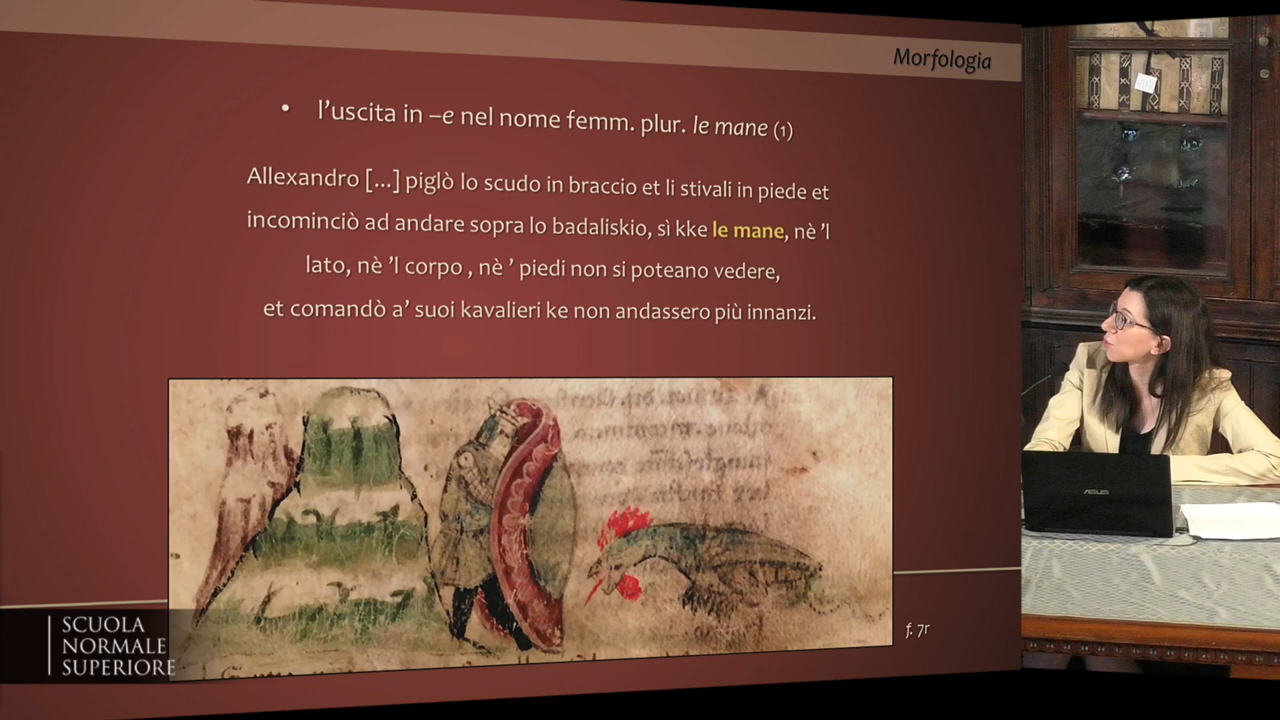 Morfologia
• l'uscita in –e nel nome femm. plur. le mane (1)
Allexandro [...] piglò lo scudo in braccio et li stivali in piede et
incominciò ad andare sopra lo badaliskio, sì kke le mane, nè 'l
lato, nè 'l corpo , nè ' piedi non si poteano vedere,
et comandò a' suoi kavalieri ke non andassero più innanzi.
f. 7r
SCUOLA
NORMALE
SUPERIORE
ASUS